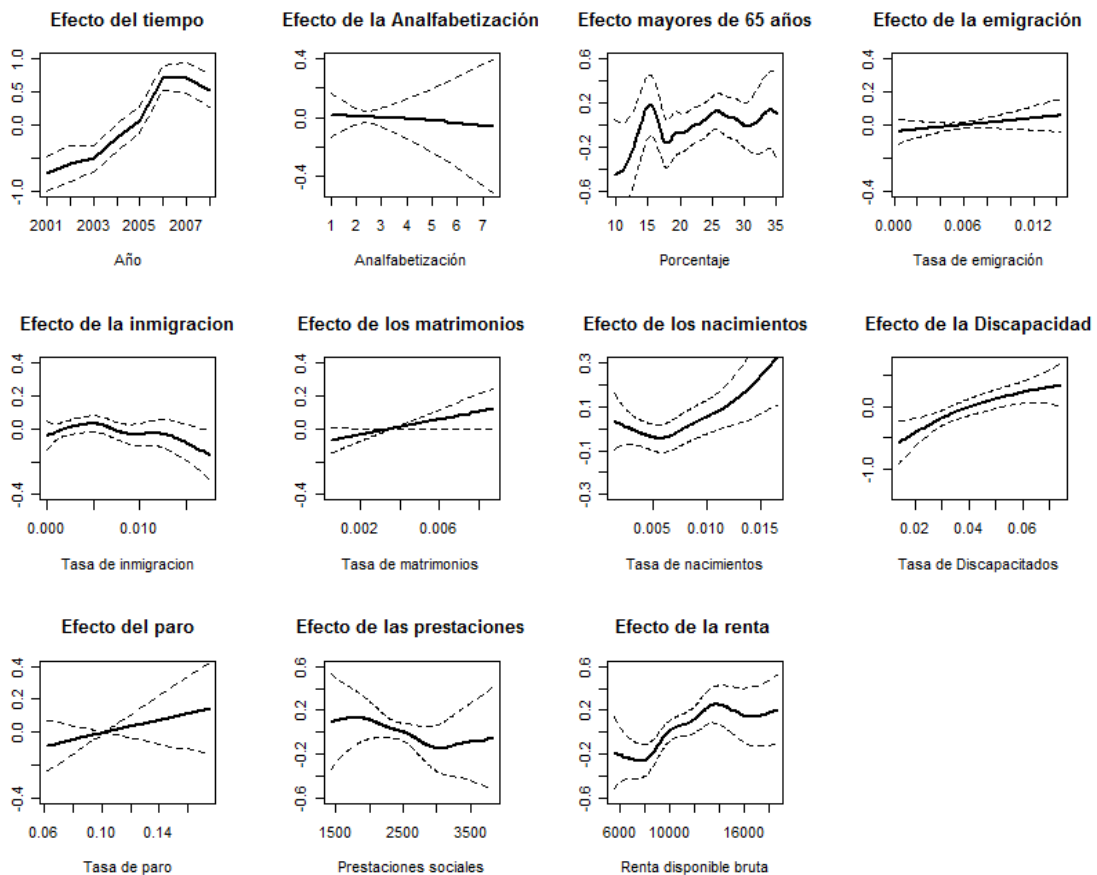 Efecto del tiempo
1.0
0.5
0.0
-1.0
2001 2003 2005 2007
Año
Efecto de la Analfabetización
0.4
0.0
-0.4
1 2 3 4 5 6 7
Analfabetización
Efecto mayores de 65 años
0.6
0.2
-0.2
-0.6
10 15 20 25 30 35
Porcentaje
Efecto de la emigración
0.4
0.0
-0.4
0.000 0.006 0.012
Tasa de emigración
Efecto de la inmigracion
0.4
0.2
0.0
-0.4
0.000 0.010
Tasa de inmigracion
Efecto de los matrimonios
0.4
0.2
0.0
-0.4
0.002 0.006
Tasa de matrimonios
Efecto de los nacimientos
0.3
0.1
-0.1
-0.3
0.005 0.010 0.015
Tasa de nacimientos
Efecto de la Discapacidad
0.0
-1.0
0.02 0.04 0.06
Tasa de Discapacitados
Efecto del paro
0.4
0.2
0.0
-0.4
0.06 0.10 0.14
Tasa de paro
Efecto de las prestaciones
0.6
0.2
-0.2
-0.6
1500 2500 3500
Prestaciones sociales
Efecto de la renta
0.6
0.2
-0.2
-0.6
6000 10000 16000
Renta disponible bruta